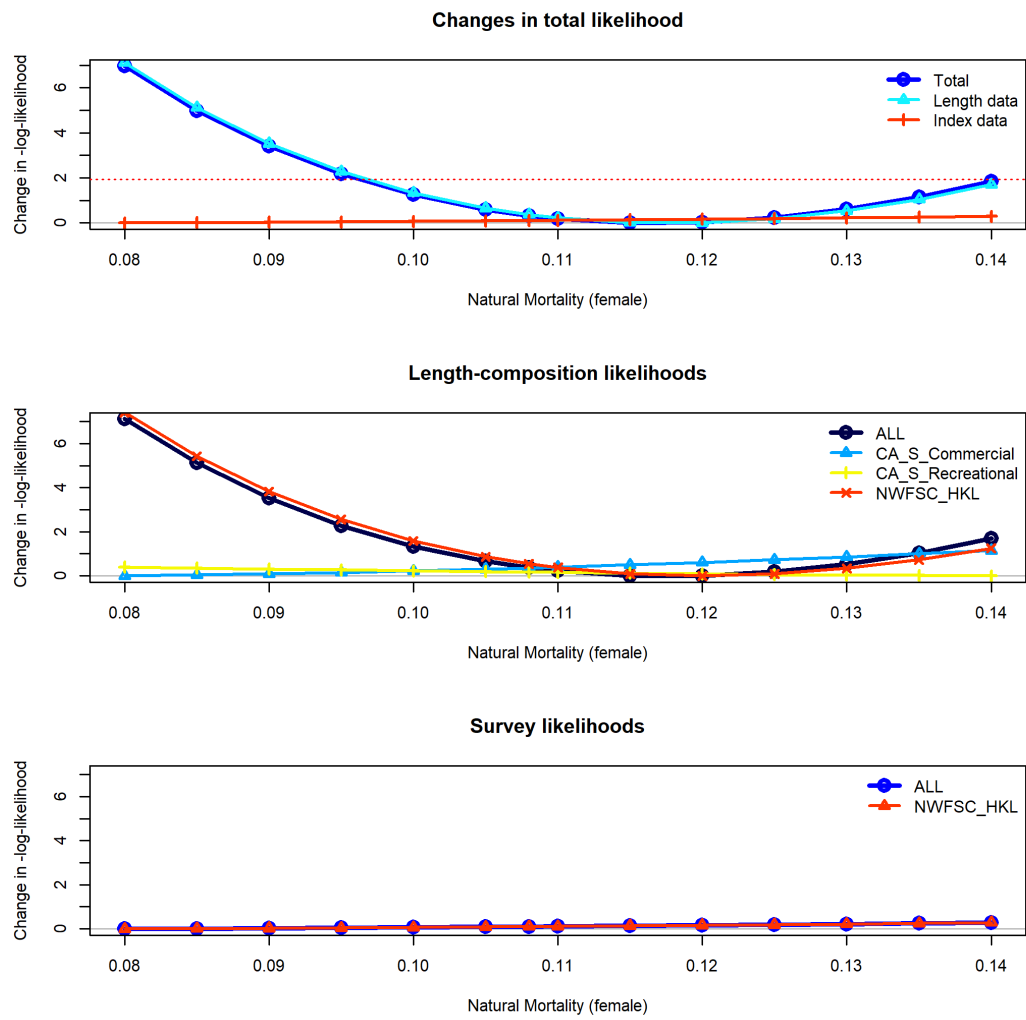 Changes in total likelihood
Change in -log-likelihood
0
2
4
6
Total
Length data
Index data
0.08 0.09 0.10 0.11 0.12 0.13 0.14
Natural Mortality (female)
Length-composition likelihoods
Change in -log-likelihood
0
2
4
6
ALL
CA_S_Commercial
CA_S_Recreational
NWFSC_HKL
0.08 0.09 0.10 0.11 0.12 0.13 0.14
Natural Mortality (female)
Survey likelihoods
Change in -log-likelihood
0
2
4
6
ALL
NWFSC_HKL
0.08 0.09 0.10 0.11 0.12 0.13 0.14
Natural Mortality (female)